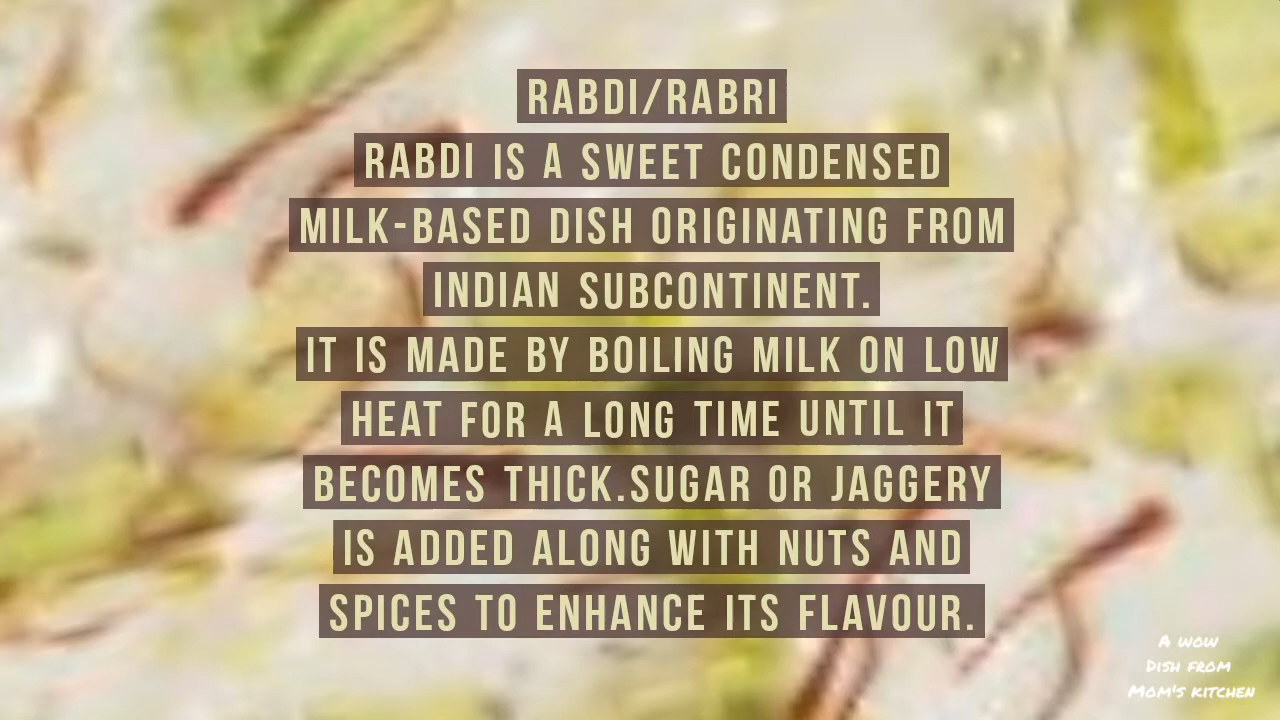 RABDI/RABRI
RABDI IS A SWEET CONDENSED
MILK-BASED DISH ORIGINATING FROM
INDIAN SUBCONTINENT.
IT IS MADE BY BOILING MILK ON LOW
HEAT FOR A LONG TIME UNTIL IT
BECOMES THICK.SUGAR OR JAGGERY
IS ADDED ALONG WITH NUTS AND
SPICES TO ENHANCE ITS FLAVOUR.
A WOW
DISH FROM
MOM'S KITCHEN